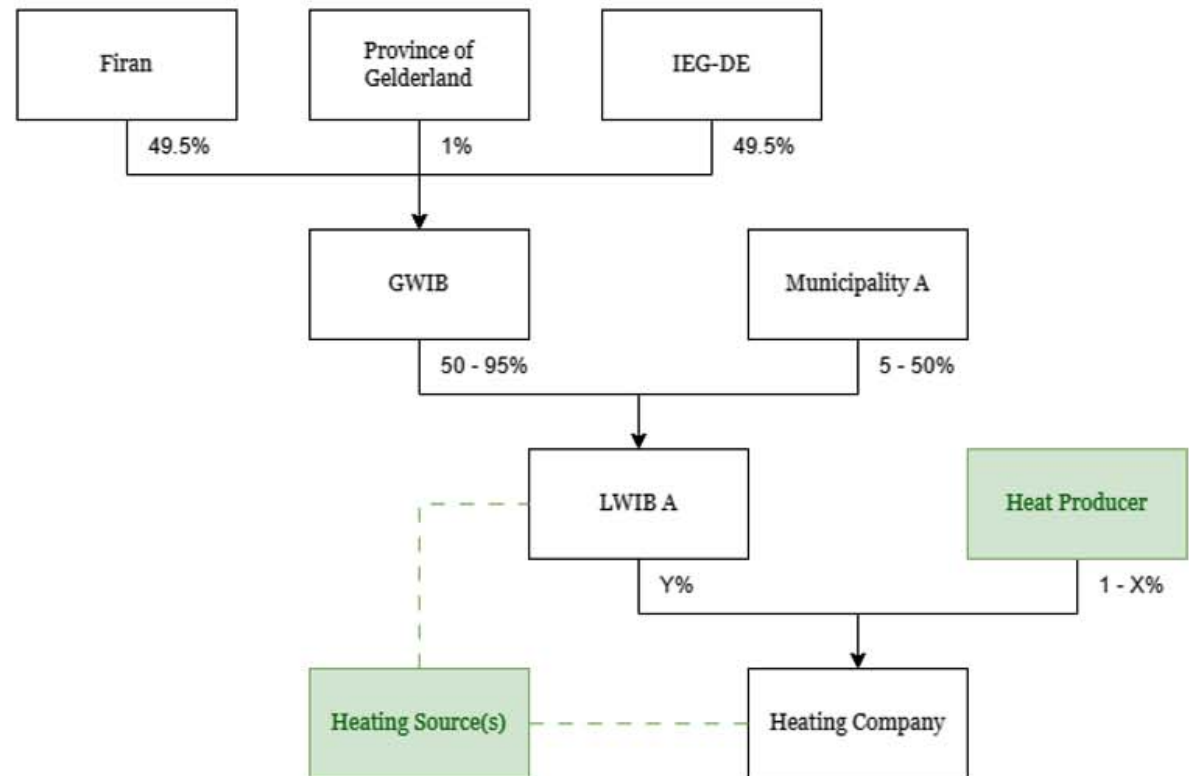 Firan
Province of
Gelderland
IEG-DE
49.5%
1%
49.5%
GWIB
Municipality A
50 - 95%
5 - 50%
LWIB A
Heat Producer
Y%
1 - X%
Heating Source(s)
Heating Company